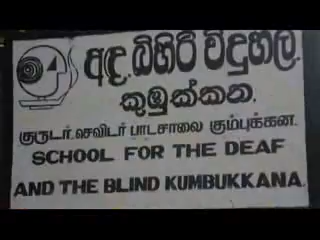 අඳ, බිහිරි විදුහල.
කුඹුක්කන.
குருடர். செவிடர் பாடசாலை கும்புக்கன.
SCHOOL FOR THE DEAF
AND THE BLIND KUMBUKKANA.